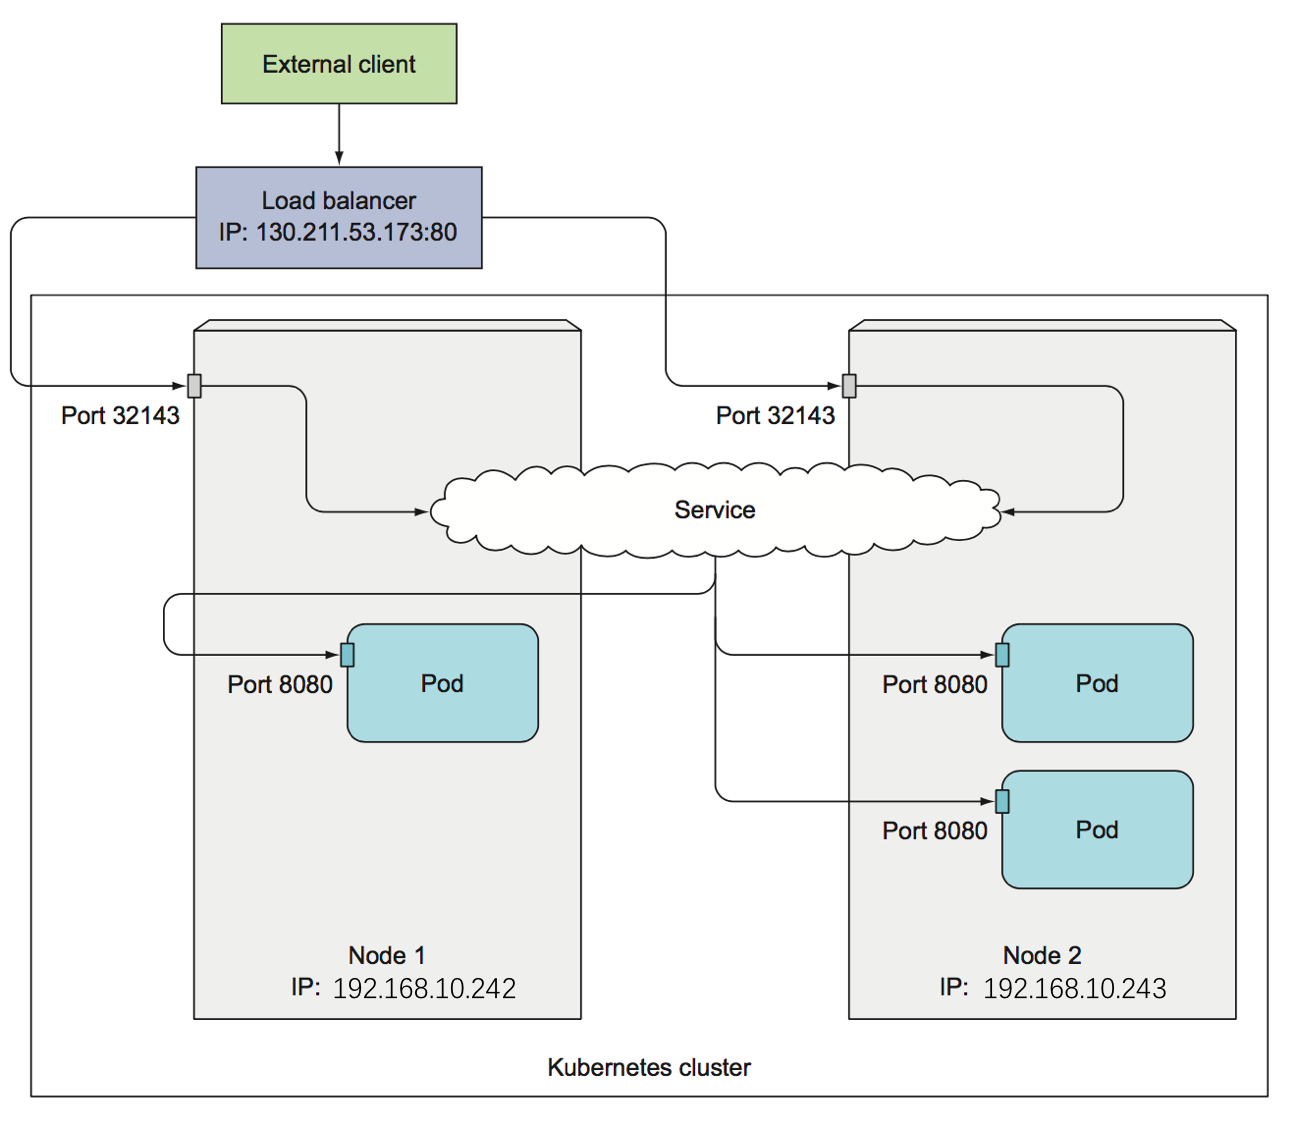 External client
Load balancer
IP: 130.211.53.173:80
Port 32143
Port 32143
Service
Port 8080
Pod
Port 8080
Pod
Port 8080
Pod
Node 1
IP: 192.168.10.242
Node 2
IP: 192.168.10.243
Kubernetes cluster